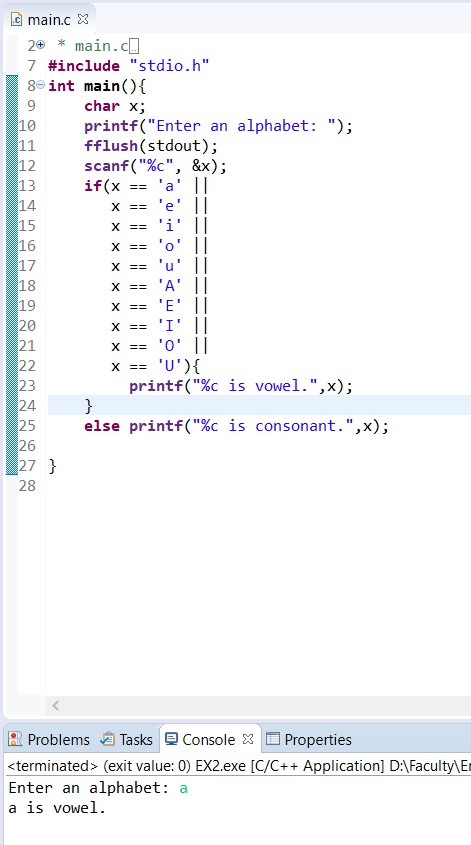 main.c
2 * main.c
7 #include "stdio.h"
8 int main(){
9     char x;
10     printf("Enter an alphabet: ");
11     fflush(stdout);
12     scanf("%c", &x);
13     if(x == 'a' ||
14        x == 'e' ||
15        x == 'i' ||
16        x == 'o' ||
17        x == 'u' ||
18        x == 'A' ||
19        x == 'E' ||
20        x == 'I' ||
21        x == 'O' ||
22        x == 'U'){
23          printf("%c is vowel.",x);
24     }
25     else printf("%c is consonant.",x);
26
27 }
28
Problems Tasks Console Properties
<terminated> (exit value: 0) EX2.exe [C/C++ Application] D:\Faculty\E
Enter an alphabet: a
a is vowel.